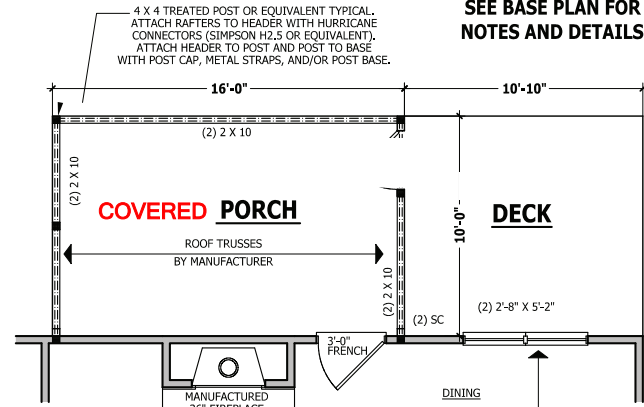 4 X 4 TREATED POST OR EQUIVALENT TYPICAL.
ATTACH RAFTERS TO HEADER WITH HURRICANE
CONNECTORS (SIMPSON H2.5 OR EQUIVALENT).
ATTACH HEADER TO POST AND POST TO BASE
WITH POST CAP, METAL STRAPS, AND/OR POST BASE.
SEE BASE PLAN FOR
NOTES AND DETAILS
16'-0"
10'-10"
(2) 2 X 10
(2) 2 X 10
COVERED PORCH
DECK
10'-0"
ROOF TRUSSES
BY MANUFACTURER
(2) 2 X 10
(2) SC
(2) 2'-8" X 5'-2"
3'-0"
FRENCH
MANUFACTURED
36" FIREPLACE
DINING